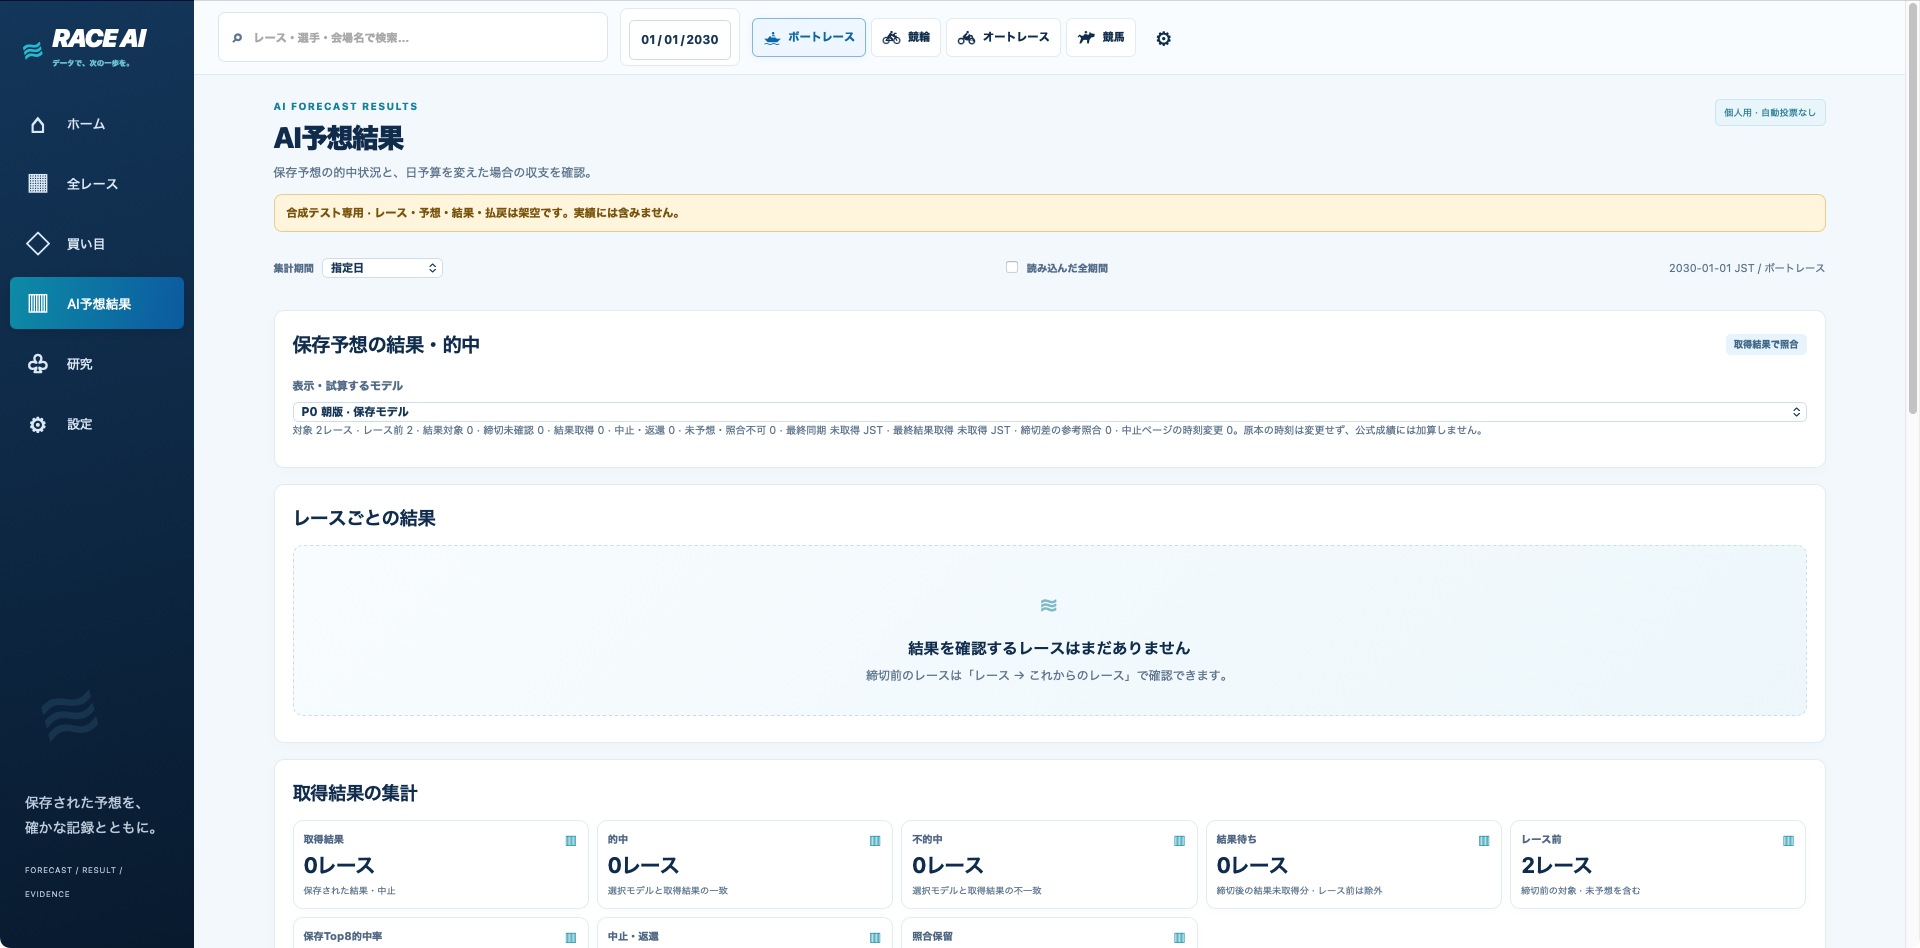 RACE AI
データで、次の一歩を。
ホーム
全レース
買い目
AI予想結果
研究
設定
保存された予想を、
確かな記録とともに。
FORECAST / RESULT /
EVIDENCE
レース・選手・会場名で検索...
01/01/2030
ボートレース
競輪
オートレース
競馬
AI FORECAST RESULTS
AI予想結果
保存予想の的中状況と、日予算を変えた場合の収支を確認。
個人用・自動投票なし
合成テスト専用・レース・予想・結果・払戻は架空です。実績には含みません。
集計期間 指定日
読み込んだ全期間
2030-01-01 JST / ボートレース
保存予想の結果・的中
取得結果で照合
表示・試算するモデル
P0 朝版・保存モデル
対象 2レース・レース前 2・結果対象 0・締切未確認 0・結果取得 0・中止・返還 0・未予想・照合不可 0・最終同期 未取得 JST・最終結果取得 未取得 JST・締切差の参考照合 0・中止ページの時刻変更 0。原本の時刻は変更せず、公式成績には加算しません。
レースごとの結果
結果を確認するレースはまだありません
締切前のレースは「レース → これからのレース」で確認できます。
取得結果の集計
取得結果
0レース
保存された結果・中止
的中
0レース
選択モデルと取得結果の一致
不的中
0レース
選択モデルと取得結果の不一致
結果待ち
0レース
締切後の結果未取得分・レース前は除外
レース前
2レース
締切前の対象・未予想を含む
保存Top8的中率
中止・返還
照合保留